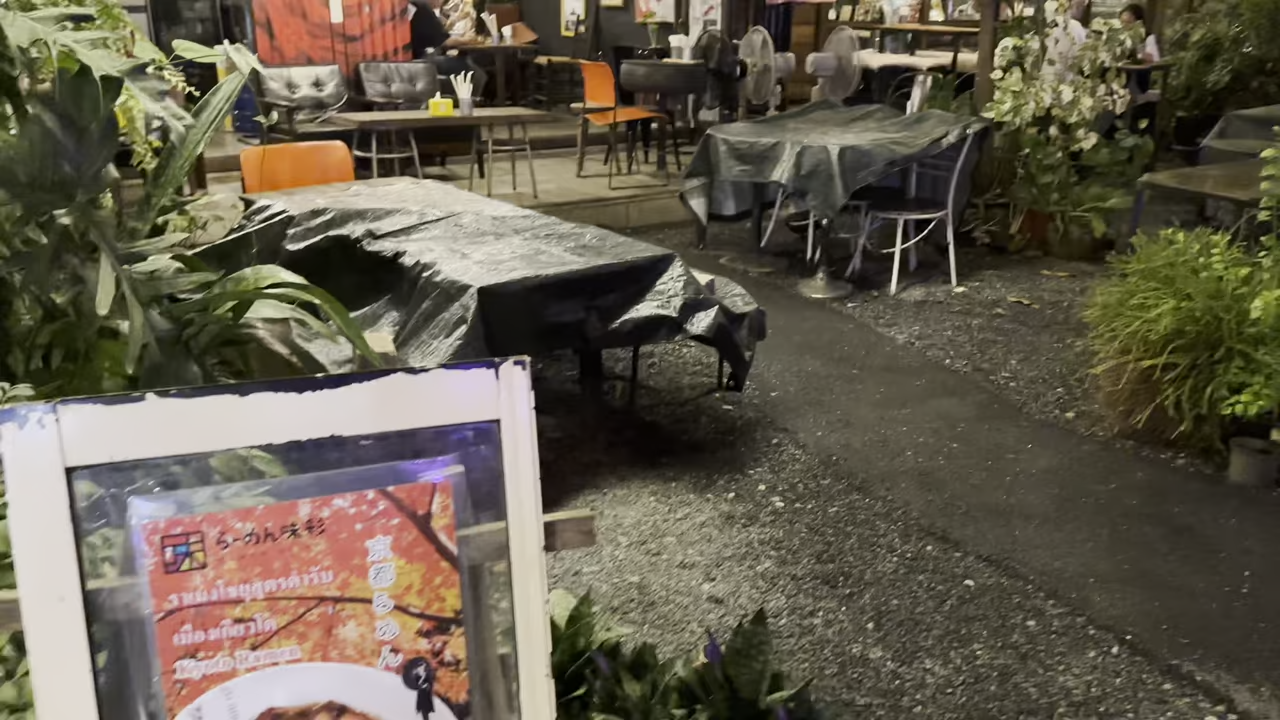 らーめん味彩
ราเม็งโชยุสูตรตำรับ
เมืองเกียวโต
Kyoto Ramen
京都らーめん